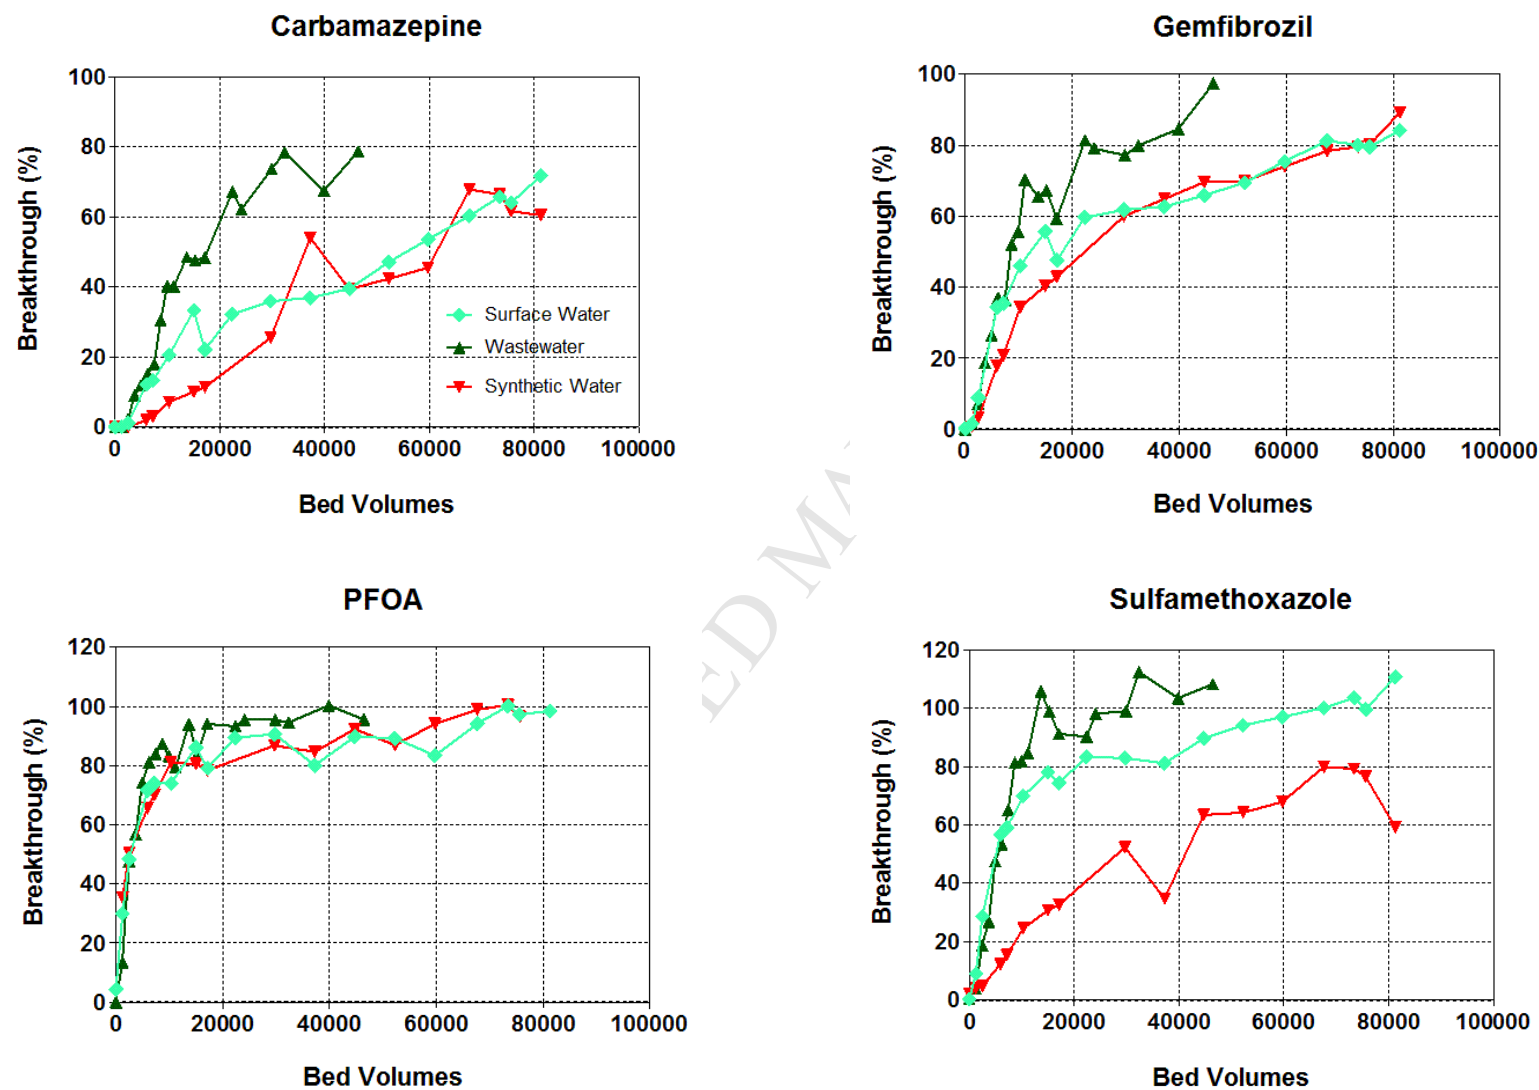 Carbamazepine
100
80
60
40
20
0
0 20000 40000 60000 80000 100000
Breakthrough (%)
Bed Volumes
Surface Water
Wastewater
Synthetic Water
Gemfibrozil
100
80
60
40
20
0
0 20000 40000 60000 80000 100000
Breakthrough (%)
Bed Volumes
PFOA
120
100
80
60
40
20
0
0 20000 40000 60000 80000 100000
Breakthrough (%)
Bed Volumes
Sulfamethoxazole
120
100
80
60
40
20
0
0 20000 40000 60000 80000 100000
Breakthrough (%)
Bed Volumes